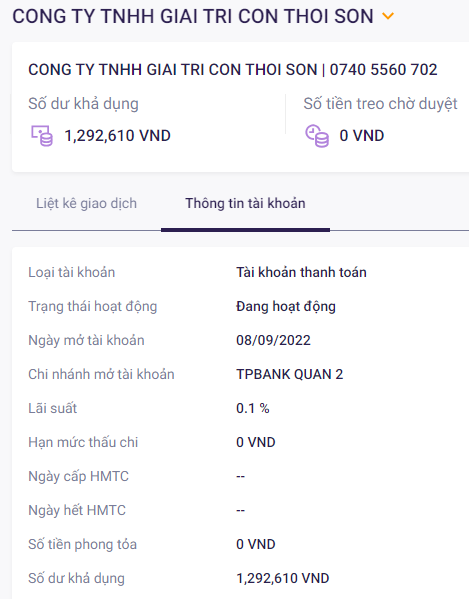 CONG TY TNHH GIAI TRI CON THOI SON
CONG TY TNHH GIAI TRI CON THOI SON | 0740 5560 702
Số dư khả dụng
1,292,610 VND
Số tiền treo chờ duyệt
0 VND
Liệt kê giao dịch
Thông tin tài khoản
Loại tài khoản Tài khoản thanh toán
Trạng thái hoạt động Đang hoạt động
Ngày mở tài khoản 08/09/2022
Chi nhánh mở tài khoản TPBANK QUAN 2
Lãi suất 0.1 %
Hạn mức thấu chi 0 VND
Ngày cấp HMTC --
Ngày hết HMTC --
Số tiền phong tỏa 0 VND
Số dư khả dụng 1,292,610 VND